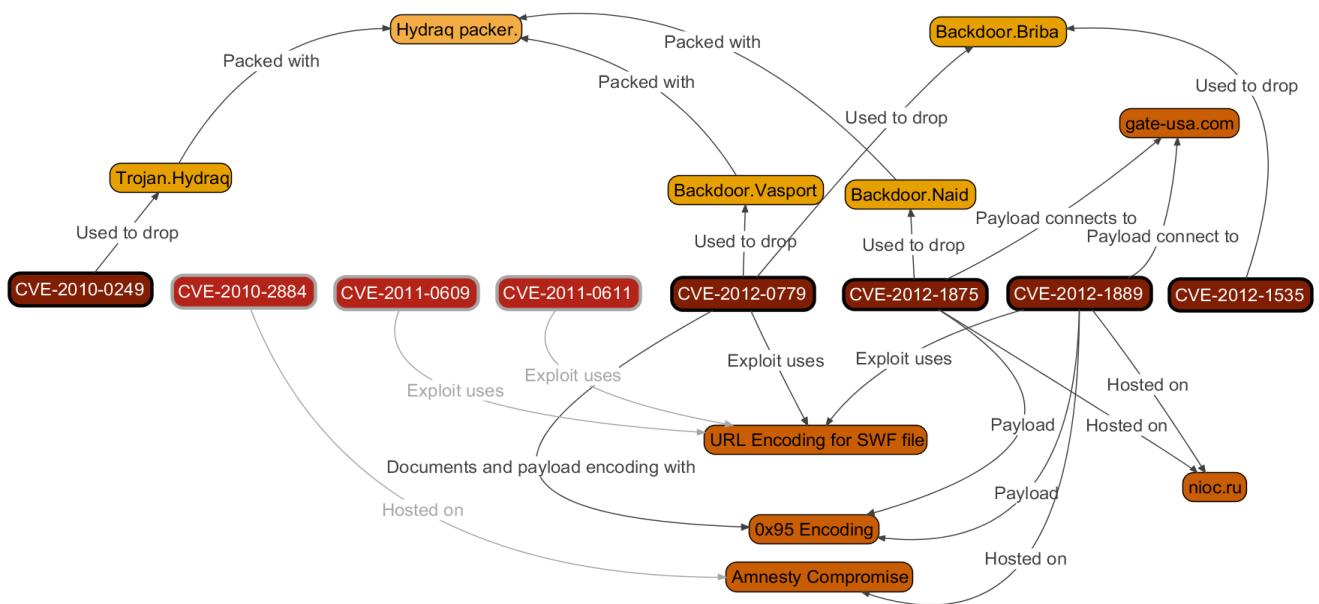 Hydraq packer.
Backdoor.Briba
Packed with
Packed with
Packed with
Used to drop
Used to drop
gate-usa.com
Trojan.Hydraq
Backdoor.Vasport
Backdoor.Naid
Payload connects to
Payload connect to
Used to drop
Used to drop
Used to drop
CVE-2010-0249
CVE-2010-2884
CVE-2011-0609
CVE-2011-0611
CVE-2012-0779
CVE-2012-1875
CVE-2012-1889
CVE-2012-1535
Exploit uses
Exploit uses
Exploit uses
Exploit uses
Hosted on
Hosted on
Payload
URL Encoding for SWF file
Documents and payload encoding with
nioc.ru
Payload
Hosted on
0x95 Encoding
Hosted on
Amnesty Compromise